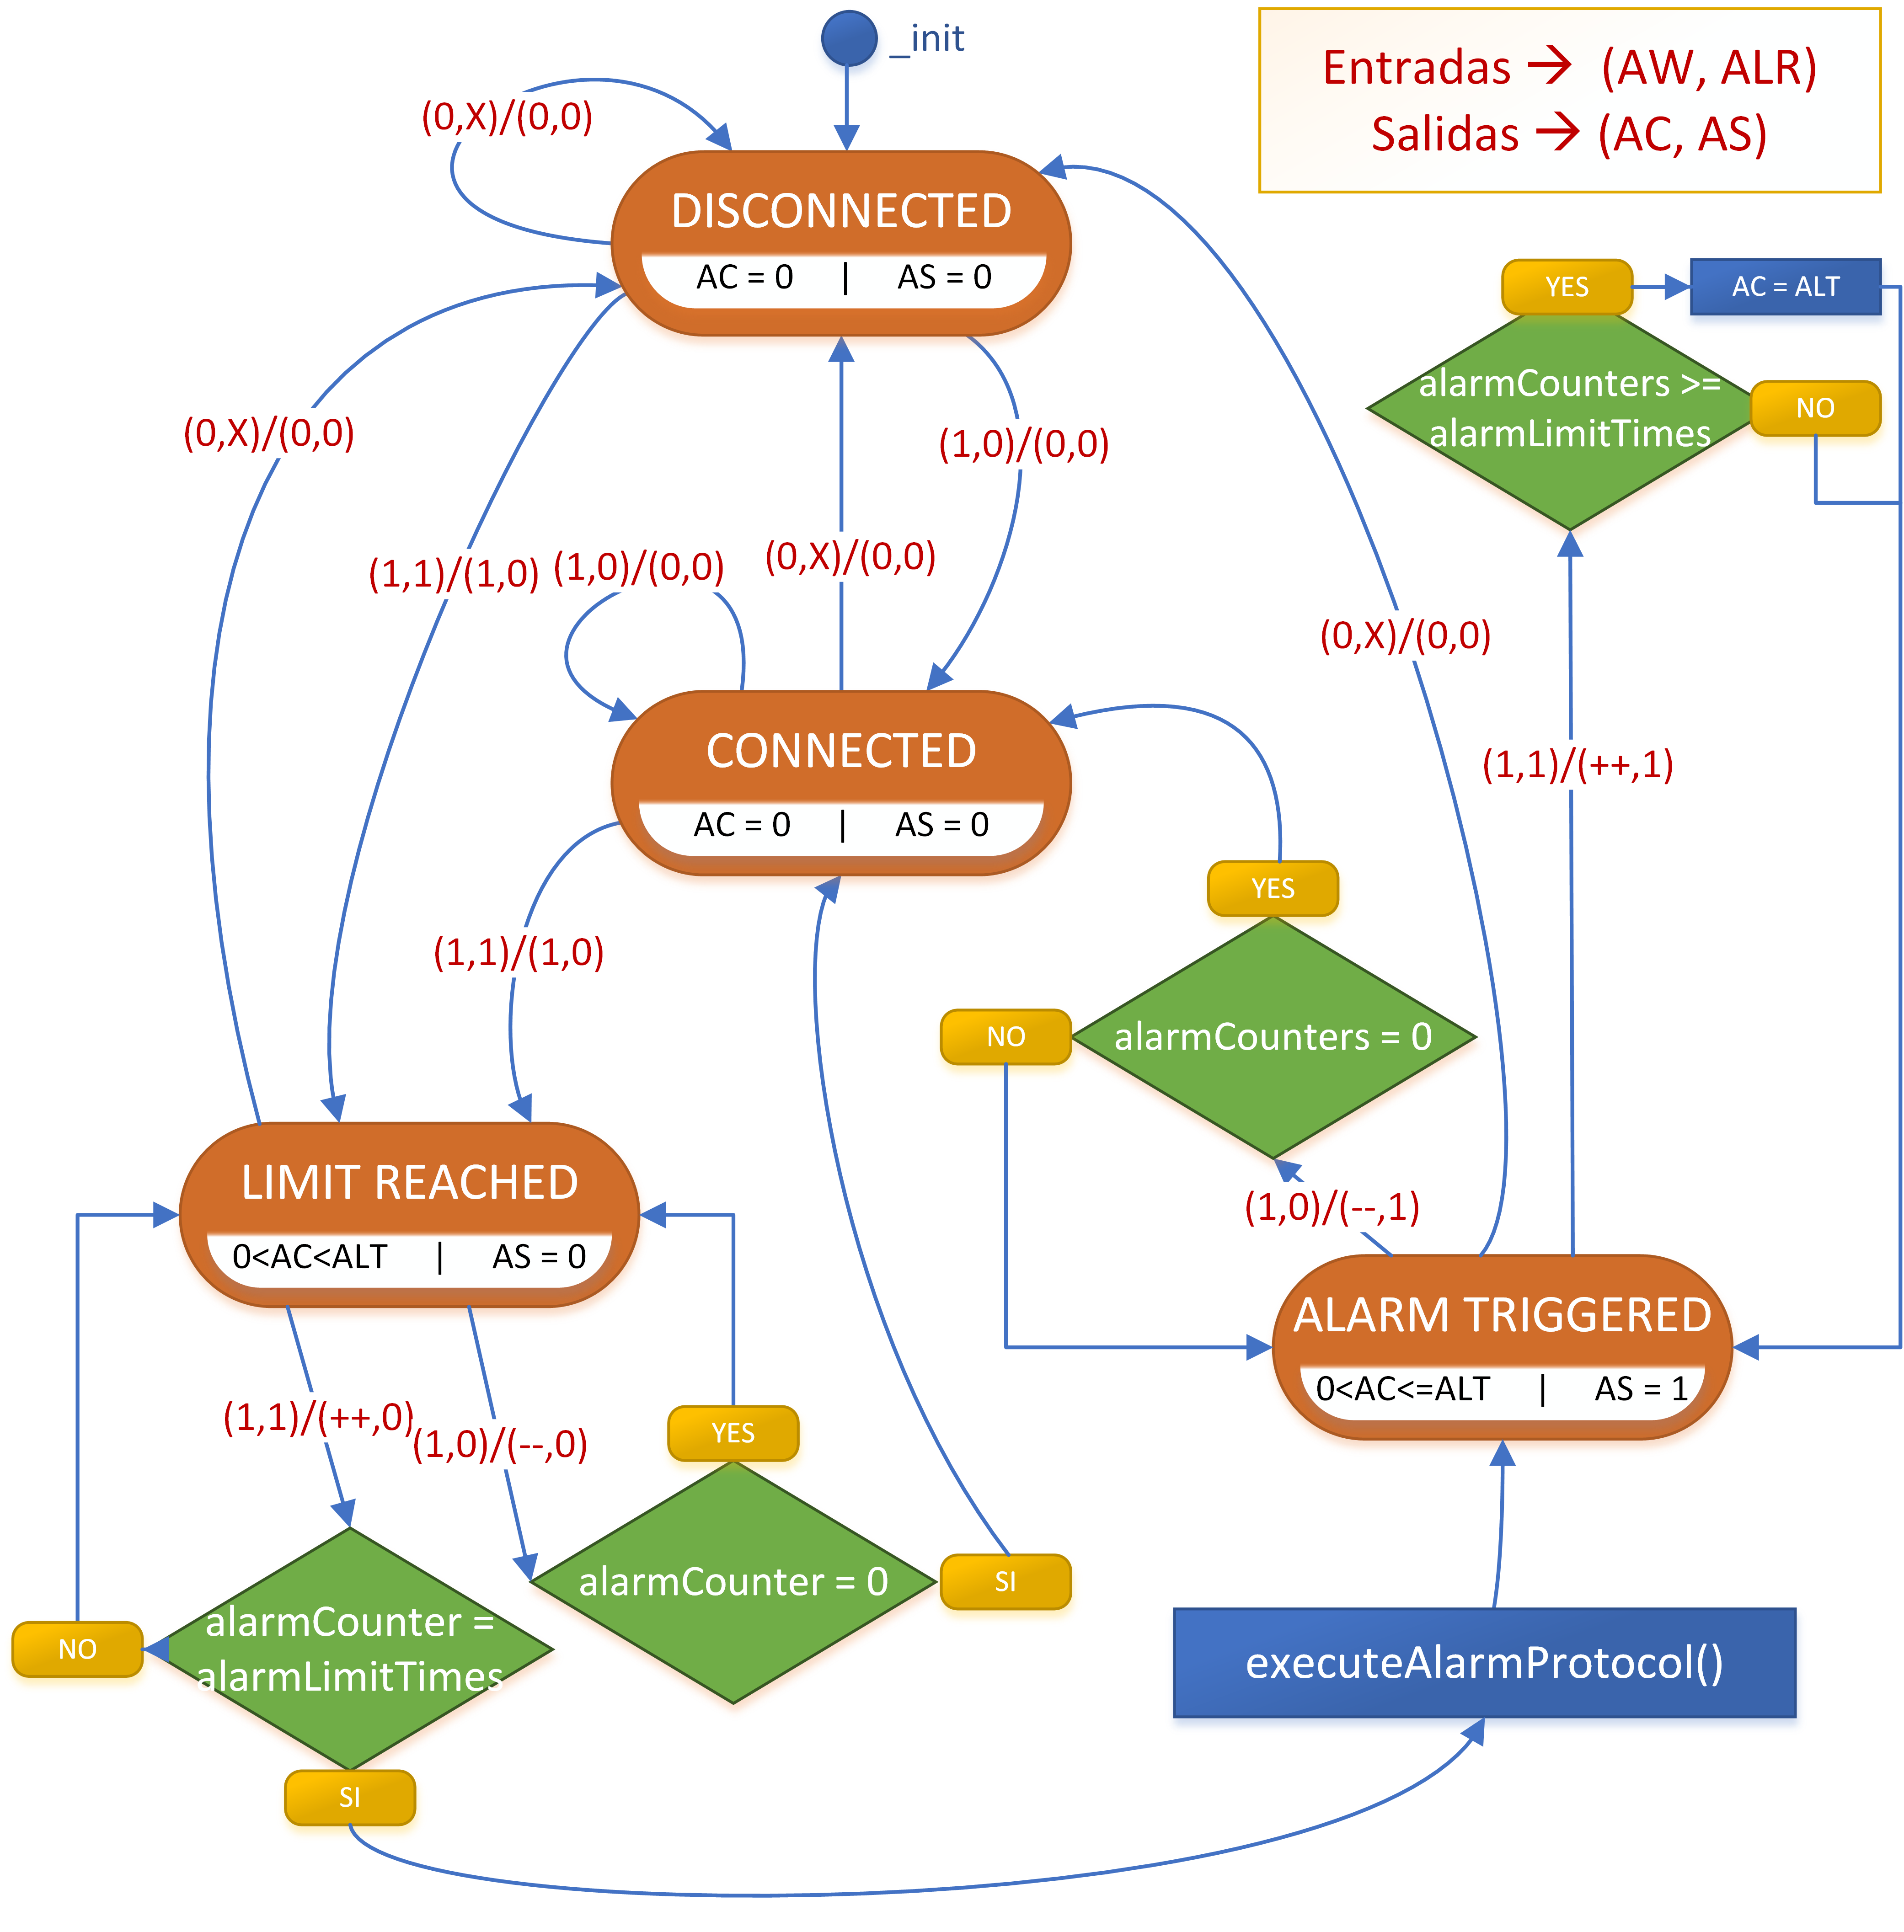 _init
Entradas → (AW, ALR)
Salidas → (AC, AS)
(0,X)/(0,0)
DISCONNECTED
AC = 0 | AS = 0
YES
AC = ALT
alarmCounters >=
alarmLimitTimes
NO
(0,X)/(0,0)
(1,0)/(0,0)
(1,1)/(1,0)
(1,0)/(0,0)
(0,X)/(0,0)
(0,X)/(0,0)
CONNECTED
AC = 0 | AS = 0
(1,1)/(++,1)
YES
(1,1)/(1,0)
NO
alarmCounters = 0
LIMIT REACHED
0<AC<ALT | AS = 0
(1,0)/(--,1)
ALARM TRIGGERED
0<AC<=ALT | AS = 1
(1,1)/(++,0)
(1,0)/(--,0)
YES
alarmCounter = 0
SI
NO
alarmCounter =
alarmLimitTimes
executeAlarmProtocol()
SI